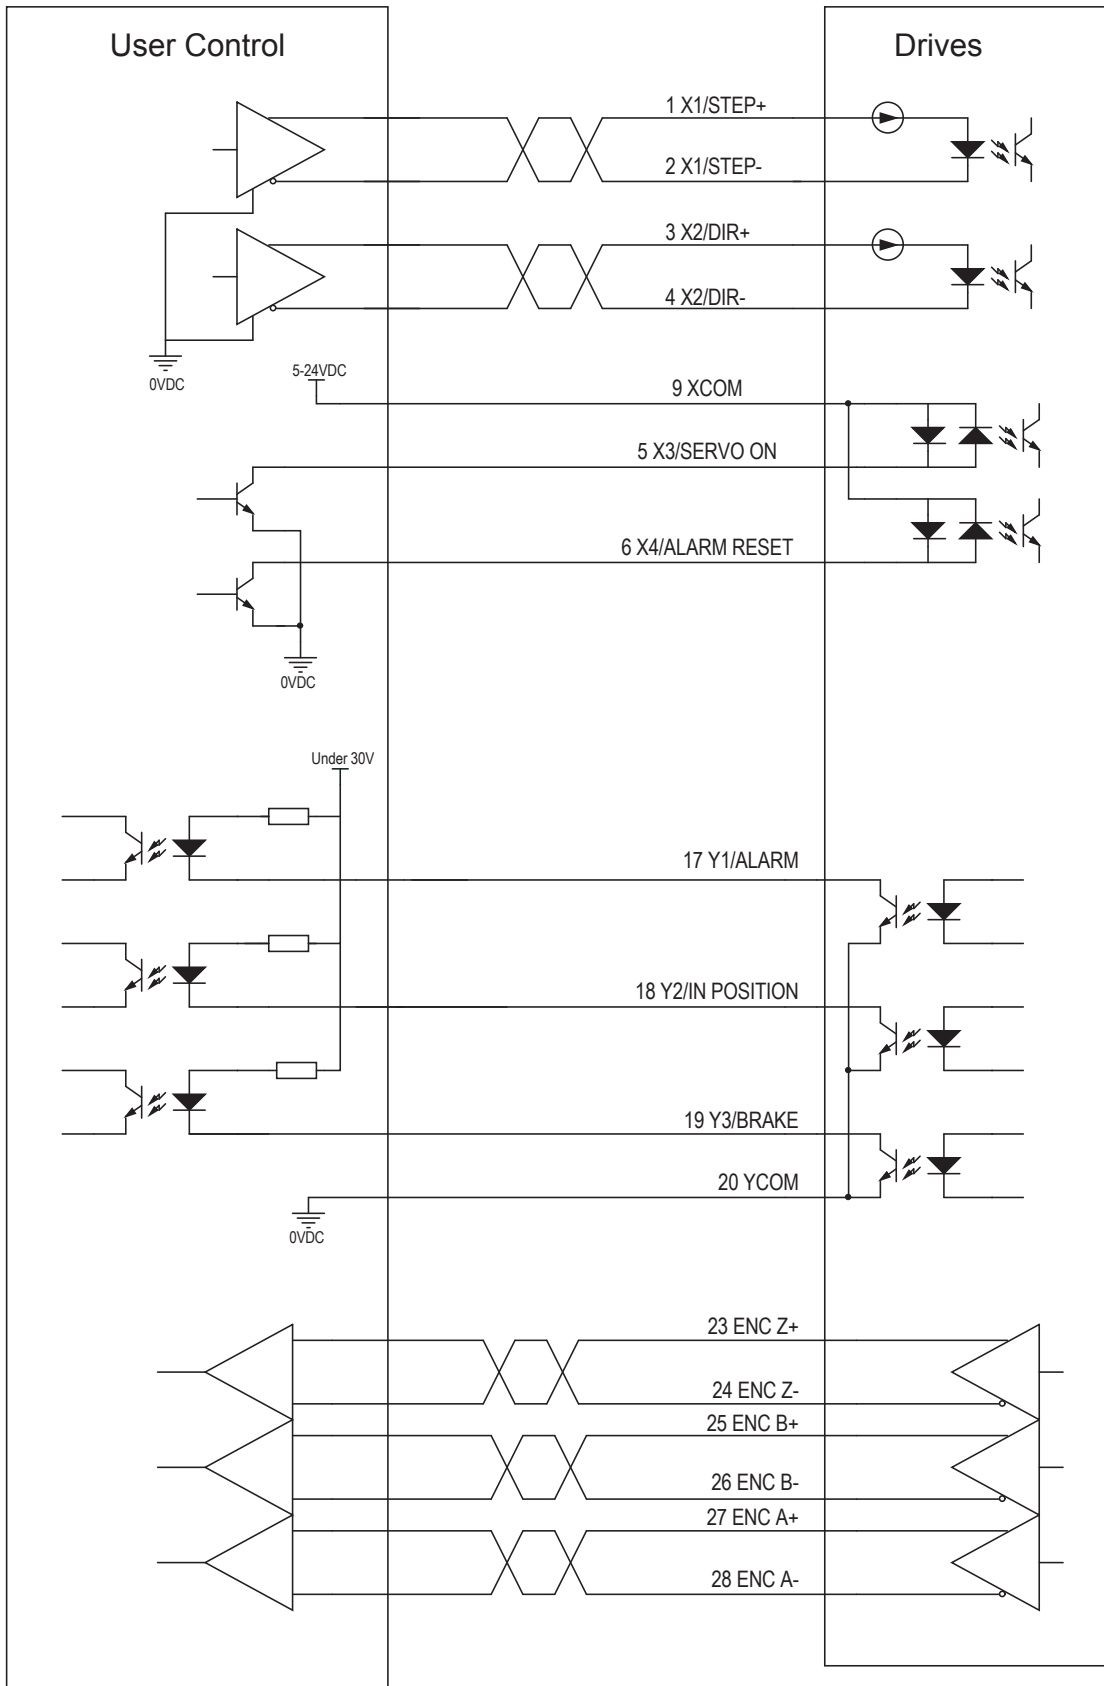 User Control
Drives
1 X1/STEP+
2 X1/STEP-
3 X2/DIR+
4 X2/DIR-
0VDC
5-24VDC
9 XCOM
5 X3/SERVO ON
6 X4/ALARM RESET
0VDC
Under 30V
17 Y1/ALARM
18 Y2/IN POSITION
19 Y3/BRAKE
20 YCOM
0VDC
23 ENC Z+
24 ENC Z-
25 ENC B+
26 ENC B-
27 ENC A+
28 ENC A-